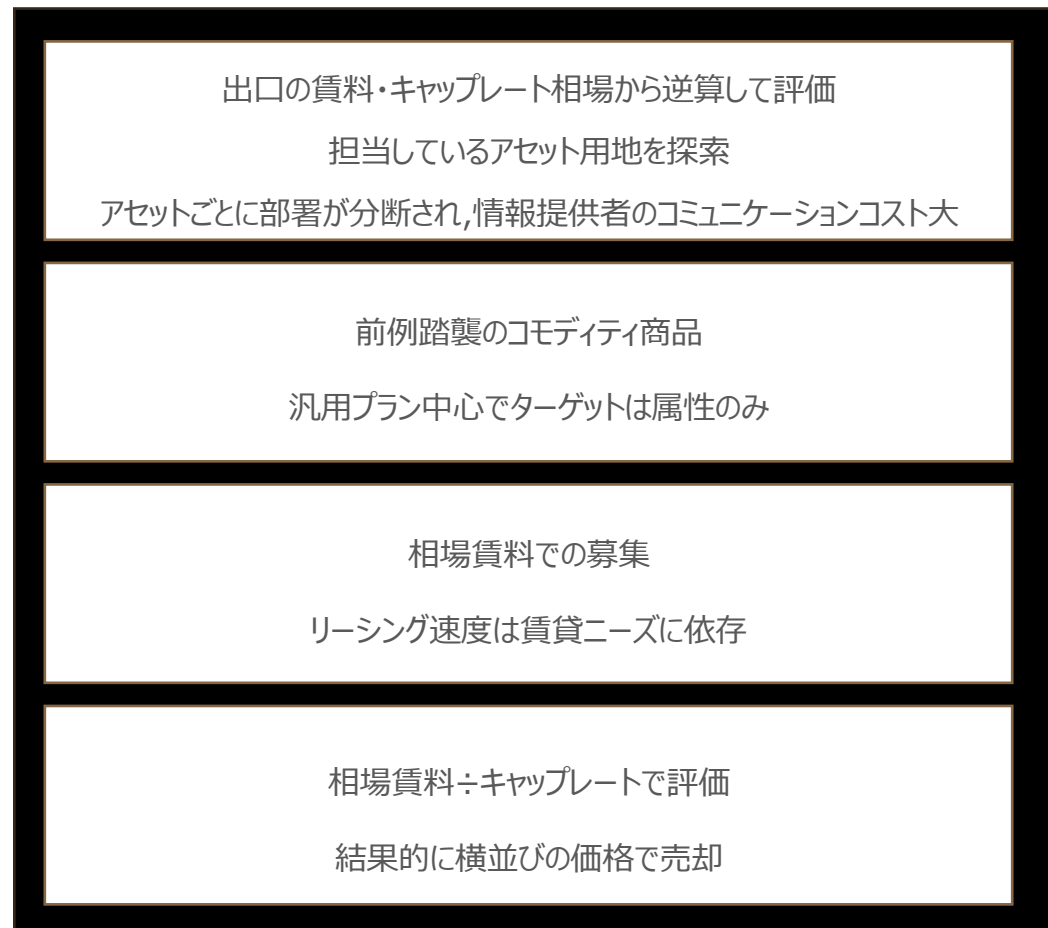 出口の賃料・キャップレート相場から逆算して評価
担当しているアセット用地を探索
アセットごとに部署が分断され,情報提供者のコミュニケーションコスト大
前例踏襲のコモディティ商品
汎用プラン中心でターゲットは属性のみ
相場賃料での募集
リーシング速度は賃貸ニーズに依存
相場賃料÷キャップレートで評価
結果的に横並びの価格で売却